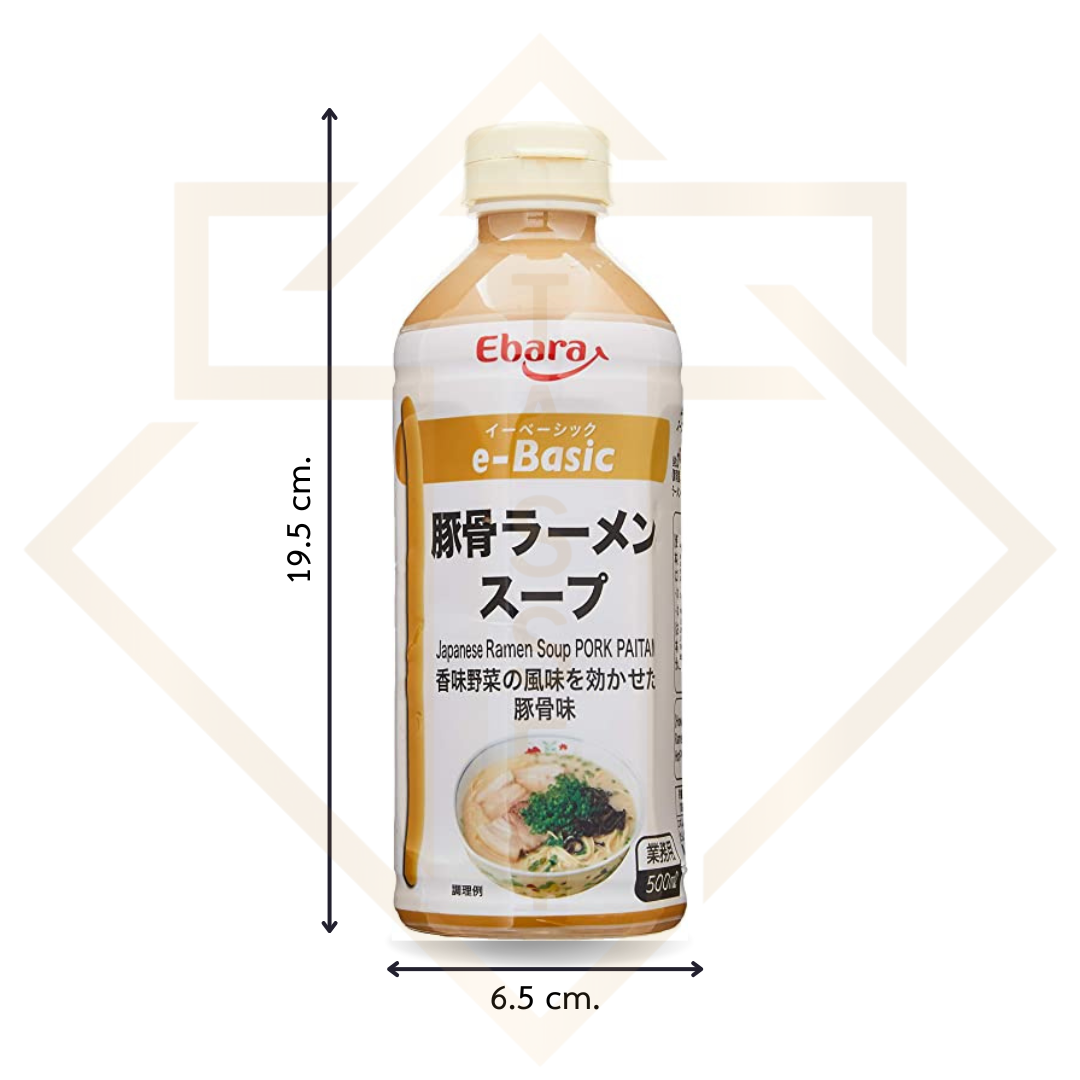 Ebara
イーベーシック
e-Basic
豚骨ラーメン
スープ
Japanese Ramen Soup PORK PAITAN
香味野菜の風味を効かせた
豚骨味
調理例
業務用
500ml
19.5 cm.
6.5 cm.